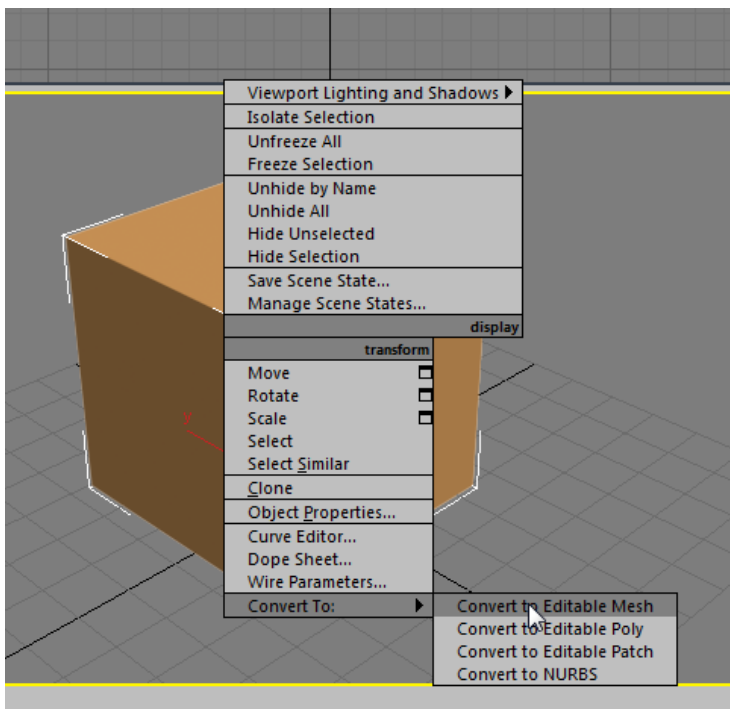 Viewport Lighting and Shadows
Isolate Selection
Unfreeze All
Freeze Selection
Unhide by Name
Unhide All
Hide Unselected
Hide Selection
Save Scene State...
Manage Scene States...
display
transform
Move
Rotate
Scale
Select
Select Similar
Clone
Object Properties...
Curve Editor...
Dope Sheet...
Wire Parameters...
Convert To:
Convert to Editable Mesh
Convert to Editable Poly
Convert to Editable Patch
Convert to NURBS
Y